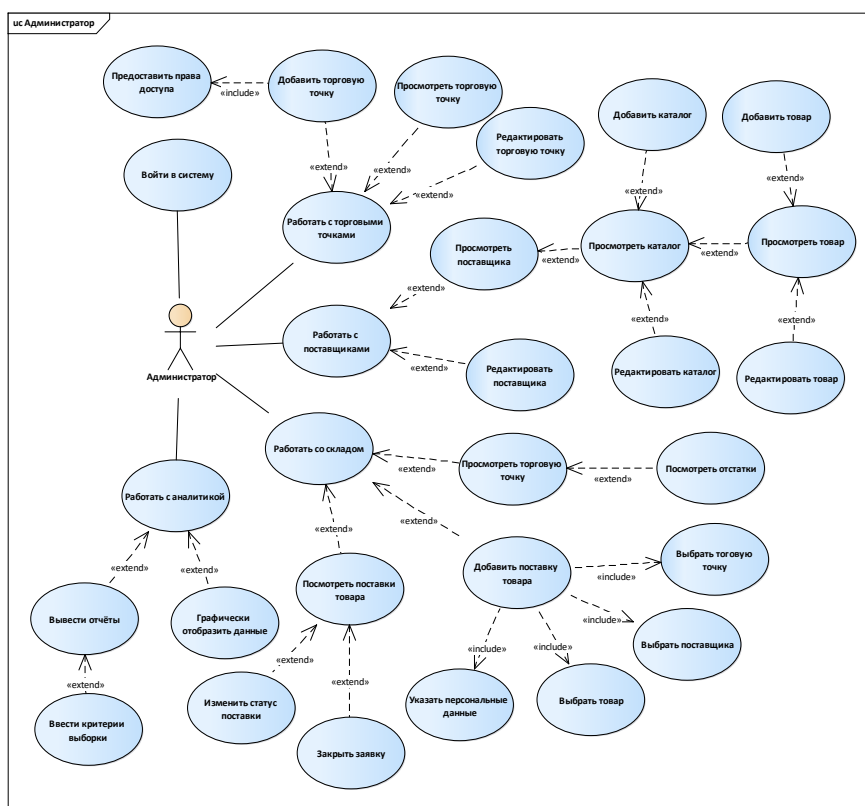 uc Администратор
Предоставить права
доступа
«include»
Добавить торговую
точку
Просмотреть торговую
точку
Редактировать
торговую точку
Добавить каталог
Добавить товар
Войти в систему
«extend»
«extend»
«extend»
«extend»
«extend»
Работать с торговыми
точками
Просмотреть
поставщика
«extend»
Просмотреть каталог
«extend»
Просмотреть товар
«extend»
Работать с
поставщиками
«extend»
«extend»
Администратор
«extend»
Редактировать
поставщика
Редактировать каталог
Редактировать товар
Работать со складом
«extend»
Просмотреть торговую
точку
«extend»
Посмотреть отстатки
Работать с аналитикой
«extend»
«extend»
«extend»
«extend»
Посмотреть поставки
товара
Добавить поставку
товара
«include»
Выбрать тоговую
точку
Вывести отчёты
Графически
отобразить данные
«include»
«include»
«include»
Выбрать поставщика
«extend»
«extend»
«extend»
Ввести критерии
выборки
Изменить статус
поставки
Закрыть заявку
Указать персональные
данные
Выбрать товар